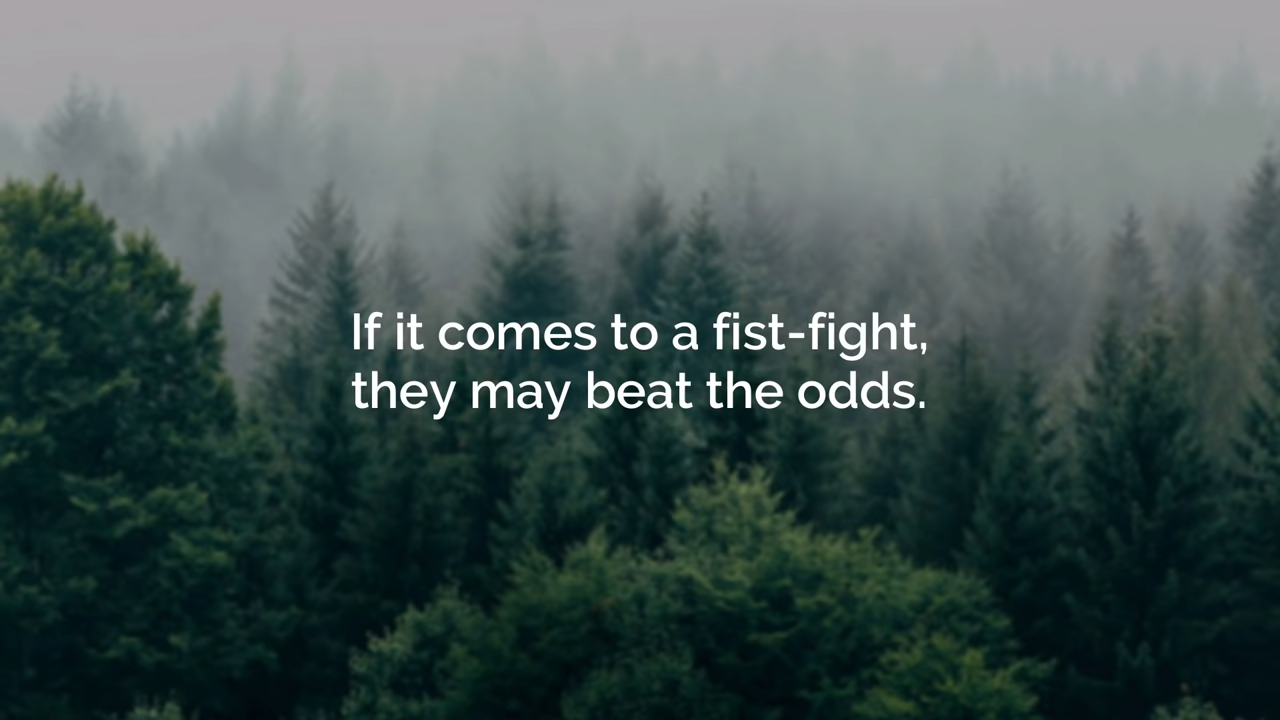 If it comes to a fist-fight,
they may beat the odds.